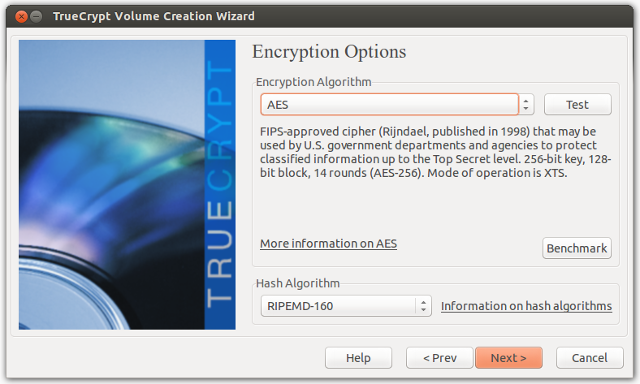 TrueCrypt Volume Creation Wizard
TRUECRYPT
Encryption Options
Encryption Algorithm
AES
Test
FIPS-approved cipher (Rijndael, published in 1998) that may be
used by U.S. government departments and agencies to protect
classified information up to the Top Secret level. 256-bit key, 128-
bit block, 14 rounds (AES-256). Mode of operation is XTS.
More information on AES
Benchmark
Hash Algorithm
RIPEMD-160
Information on hash algorithms
Help
< Prev
Next >
Cancel